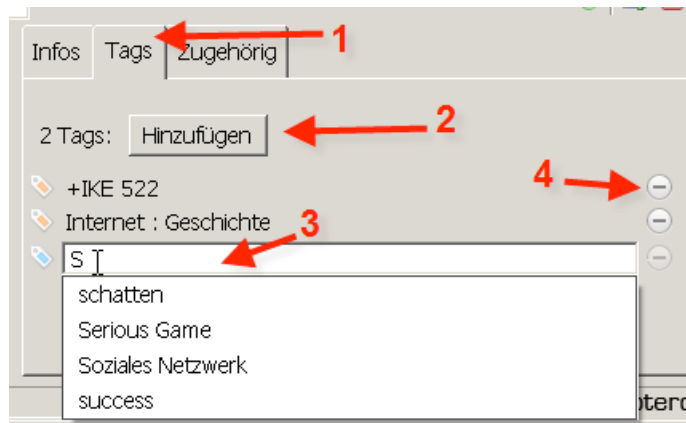 Infos Tags Zugehörig 1
2 Tags: Hinzufügen 2
+IKE 522 4
Internet : Geschichte 3
S
schatten
Serious Game
Soziales Netzwerk
success